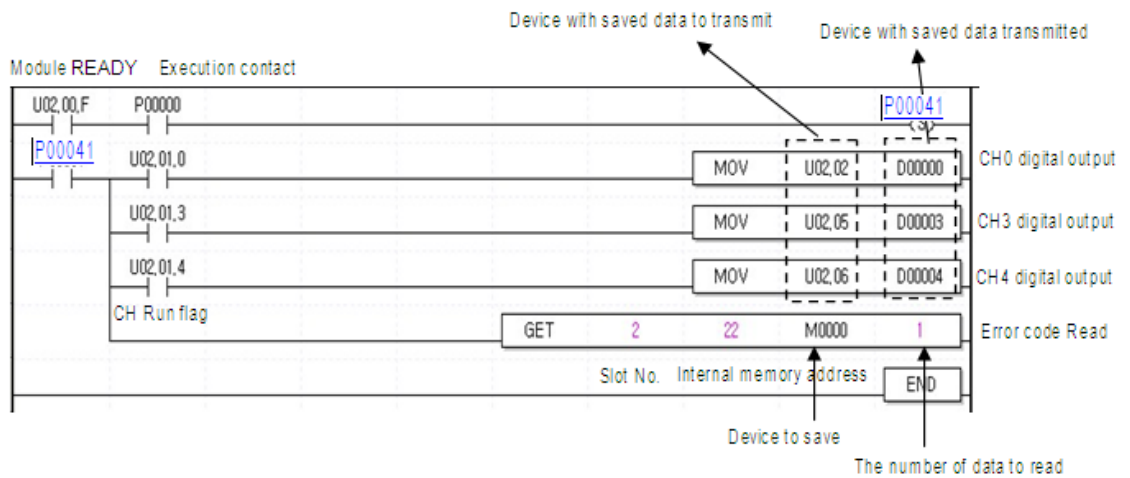 Device with saved data to transmit
Device with saved data transmitted
Module READY Execution contact
U02.00.F P00000 P00041
(S)
P00041 U02.01.0 MOV U02.02 D00000 CH0 digital output
U02.01.3 MOV U02.05 D00003 CH3 digital output
U02.01.4 MOV U02.06 D00004 CH4 digital output
CH Run flag
GET 2 22 M0000 1 Error code Read
Slot No. Internal memory address END
Device to save
The number of data to read